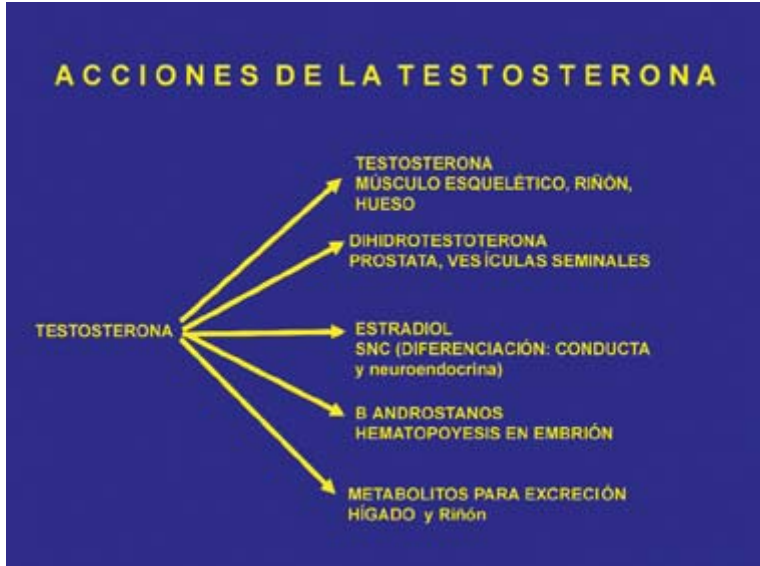 ACCIONES DE LA TESTOSTERONA
TESTOSTERONA
MÚSCULO ESQUELÉTICO, RIÑÓN,
HUESO
DIHIDROTESTOTERONA
PROSTATA, VESÍCULAS SEMINALES
TESTOSTERONA
ESTRADIOL
SNC (DIFERENCIACIÓN: CONDUCTA
y neuroendocrina)
B ANDROSTANOS
HEMATOPOYESIS EN EMBRIÓN
METABOLITOS PARA EXCRECIÓN
HÍGADO y Riñón